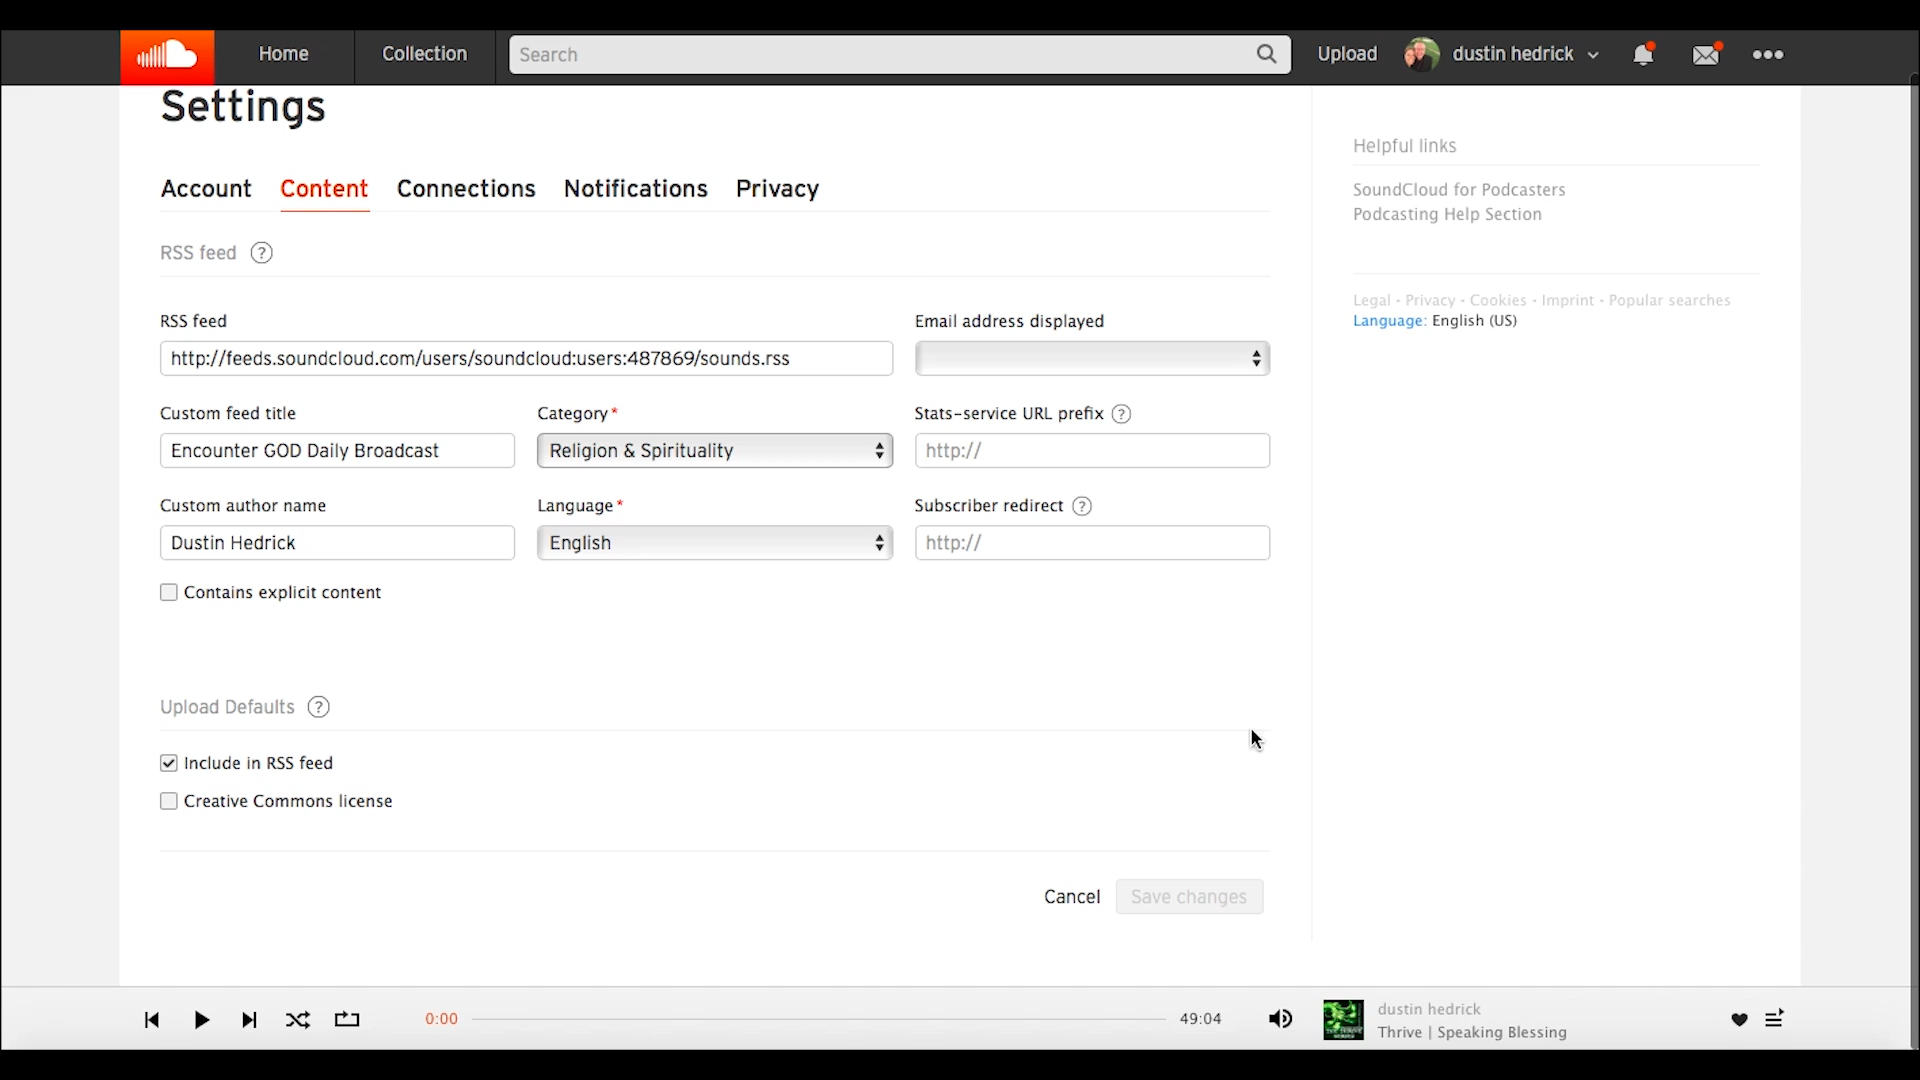 Home
Collection
Search
Upload
dustin hedrick
Settings
Account
Content
Connections
Notifications
Privacy
RSS feed ?
RSS feed
Email address displayed
http://feeds.soundcloud.com/users/soundcloud:users:487869/sounds.rss
Custom feed title
Category*
Stats-service URL prefix ?
Encounter GOD Daily Broadcast
Religion & Spirituality
http://
Custom author name
Language*
Subscriber redirect ?
Dustin Hedrick
English
http://
Contains explicit content
Upload Defaults ?
Include in RSS feed
Creative Commons license
Cancel
Save changes
Helpful links
SoundCloud for Podcasters
Podcasting Help Section
Legal - Privacy - Cookies - Imprint - Popular searches
Language: English (US)
0:00
49:04
dustin hedrick
Thrive | Speaking Blessing